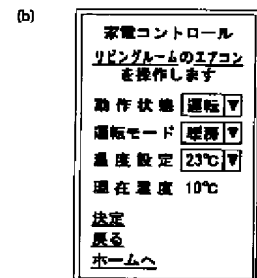 (b)
家電コントロール
リビングルームのエアコン
を操作します
動作状態 運転 ▼
運転モード 暖房 ▼
温度設定 23℃ ▼
現在温度 10℃
決定
戻る
ホームへ